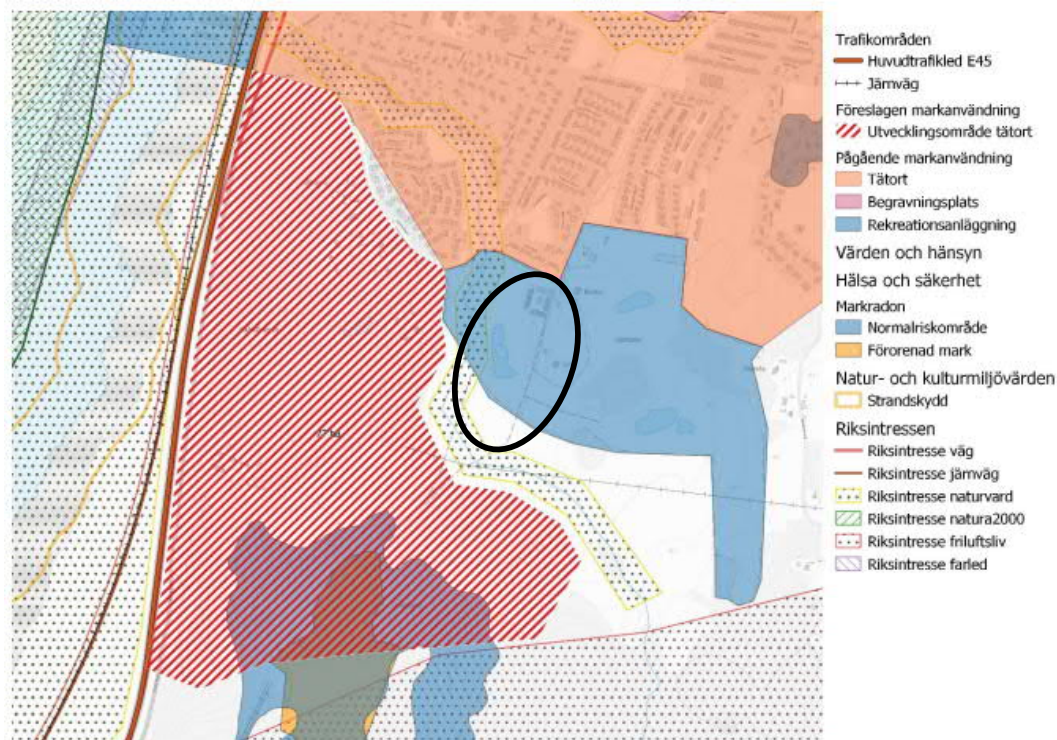 Trafikområden
Huvudtrafikled E45
Järnväg
Föreslagen markanvändning
Utvecklingsområde tätort
Pågående markanvändning
Tätort
Begravningsplats
Rekreationsanläggning
Värden och hänsyn
Hälsa och säkerhet
Markradon
Normalriskområde
Förorenad mark
Natur- och kulturmiljövärden
Strandskydd
Riksintressen
Riksintresse väg
Riksintresse järnväg
Riksintresse naturvard
Riksintresse natura2000
Riksintresse friluftsliv
Riksintresse farled